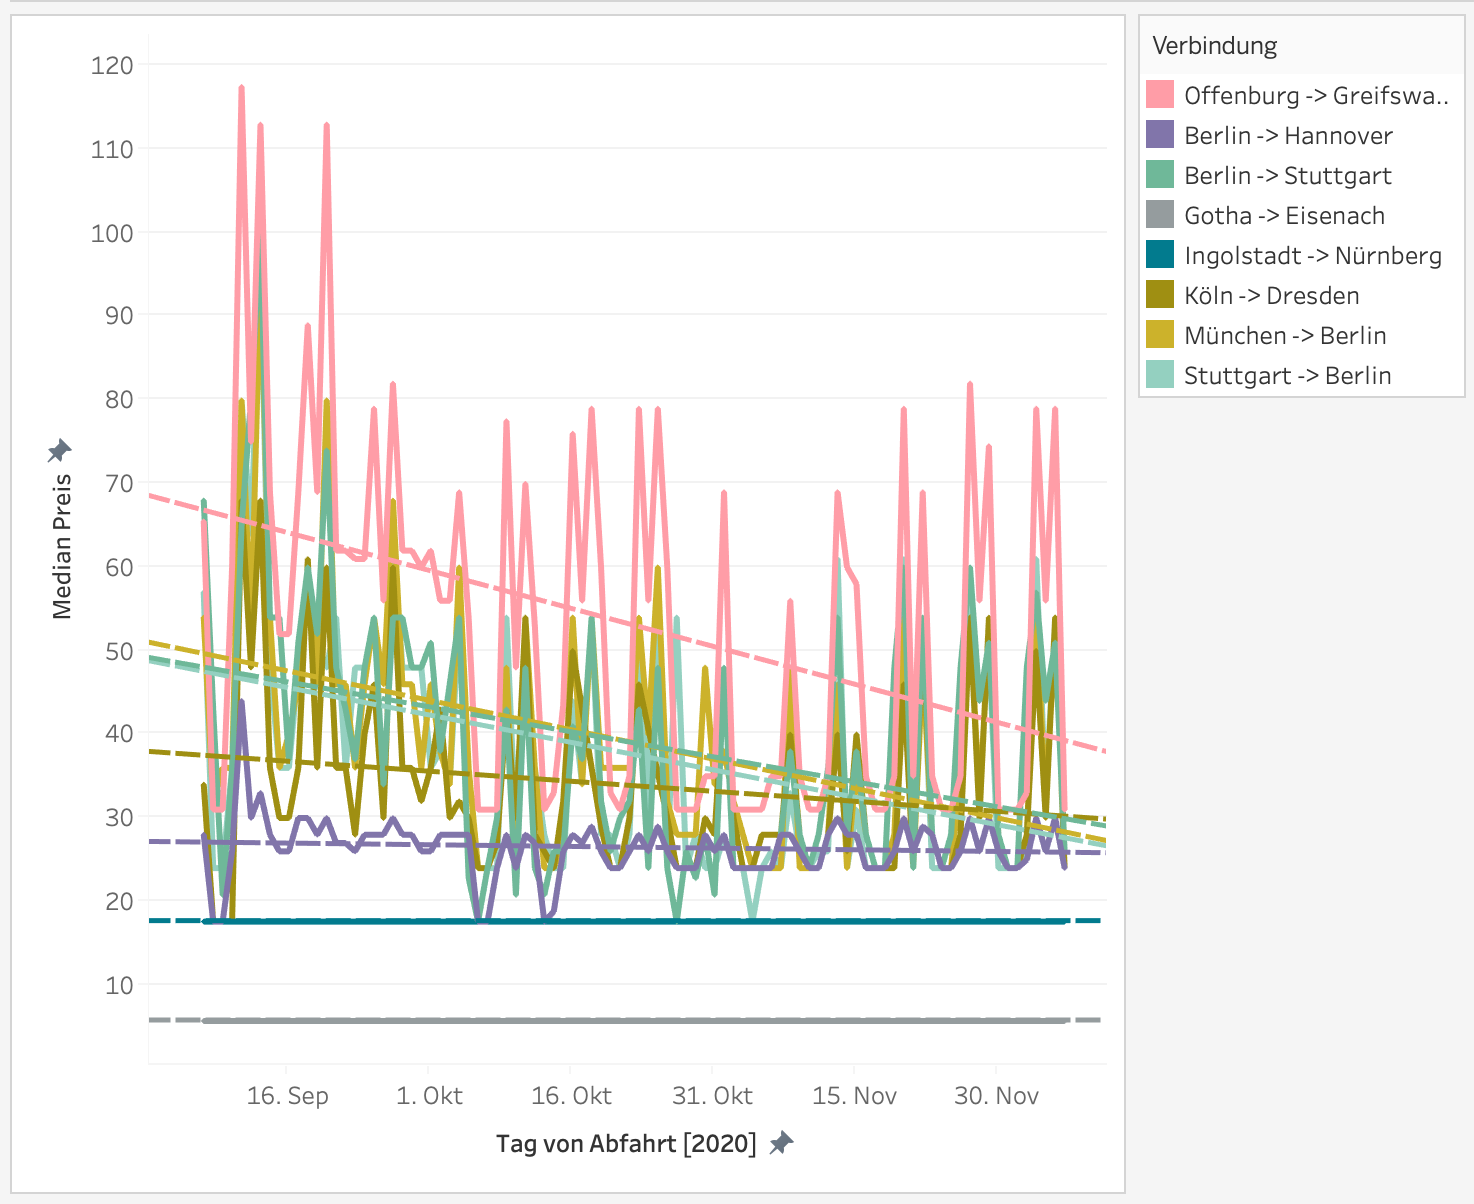 120
110
100
90
80
70
60
50
40
30
20
10
Median Preis
16. Sep
1. Okt
16. Okt
31. Okt
15. Nov
30. Nov
Tag von Abfahrt [2020]
Verbindung
Offenburg -> Greifswa..
Berlin -> Hannover
Berlin -> Stuttgart
Gotha -> Eisenach
Ingolstadt -> Nürnberg
Köln -> Dresden
München -> Berlin
Stuttgart -> Berlin